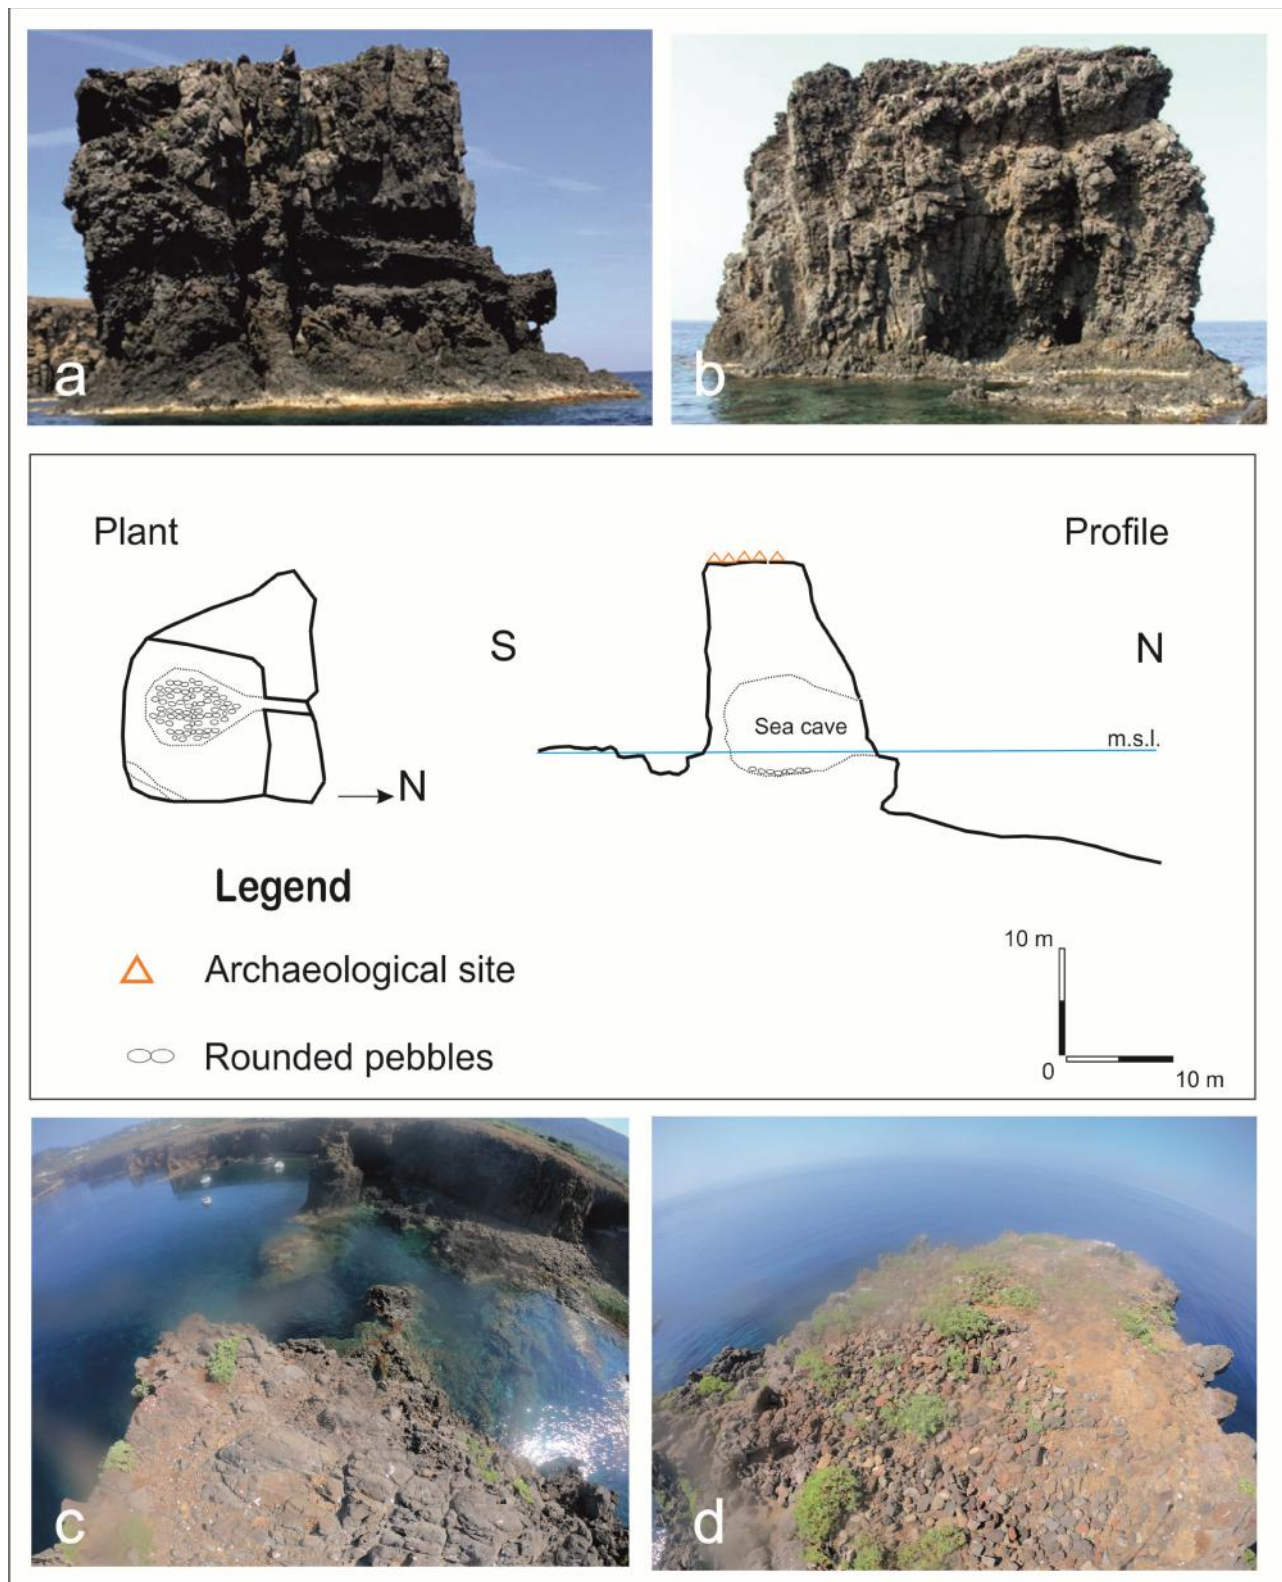 a
b
Plant
Profile
S
N
Sea cave
m.s.l.
N
Legend
Archaeological site
Rounded pebbles
10 m
0
10 m
c
d